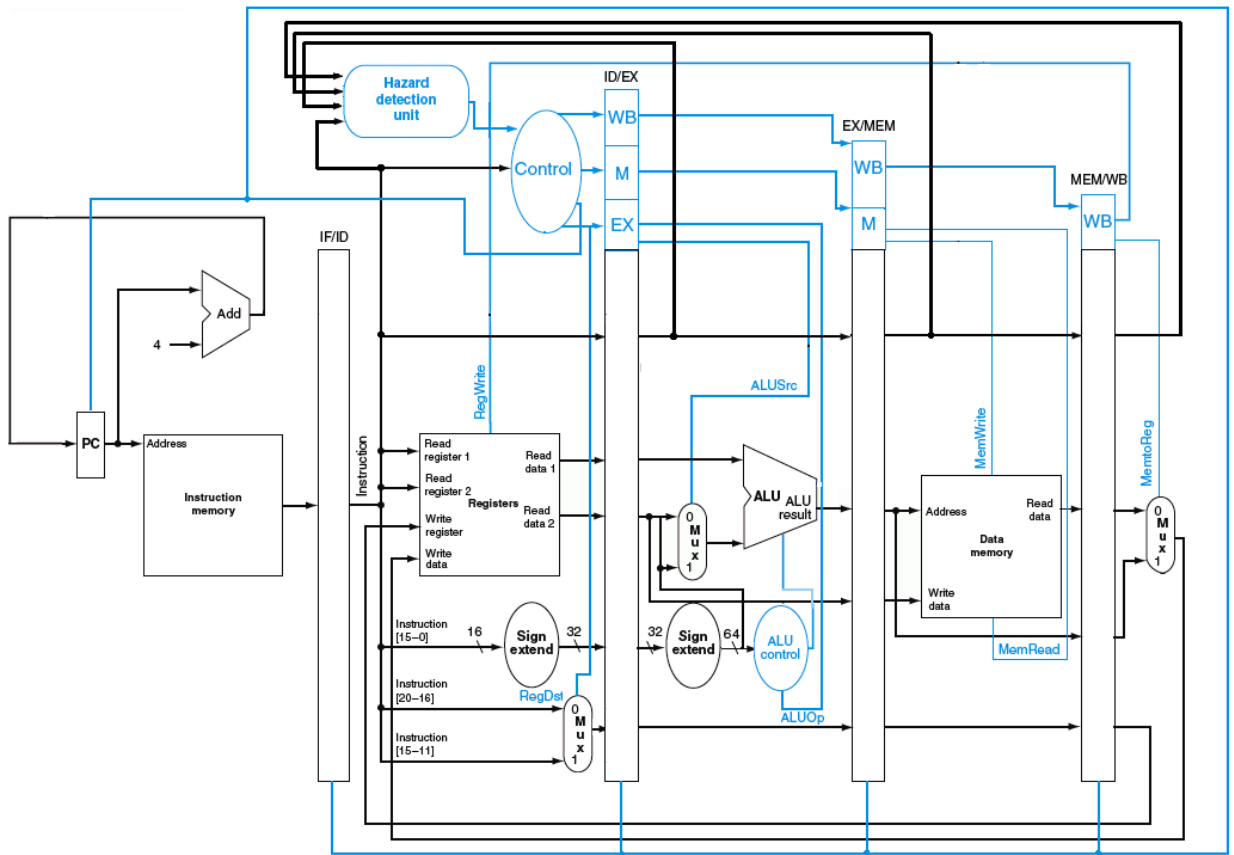 Hazard
detection
unit
ID/EX
WB
EX/MEM
Control
M
WB
MEM/WB
EX
M
WB
IF/ID
Add
4
ALUSrc
RegWrite
MemWrite
MemtoReg
PC
Address
Instruction
memory
Instruction
Read
register 1
Read
register 2
Write
register
Write
data
Registers
Read
data 1
Read
data 2
0
M
u
x
1
ALU
ALU
result
Address
Read
data
Data
memory
Write
data
0
M
u
x
1
Instruction
[15–0]
16
Sign
extend
32
32
Sign
extend
64
ALU
control
MemRead
Instruction
[20–16]
RegDst
0
M
u
x
1
ALUOp
Instruction
[15–11]